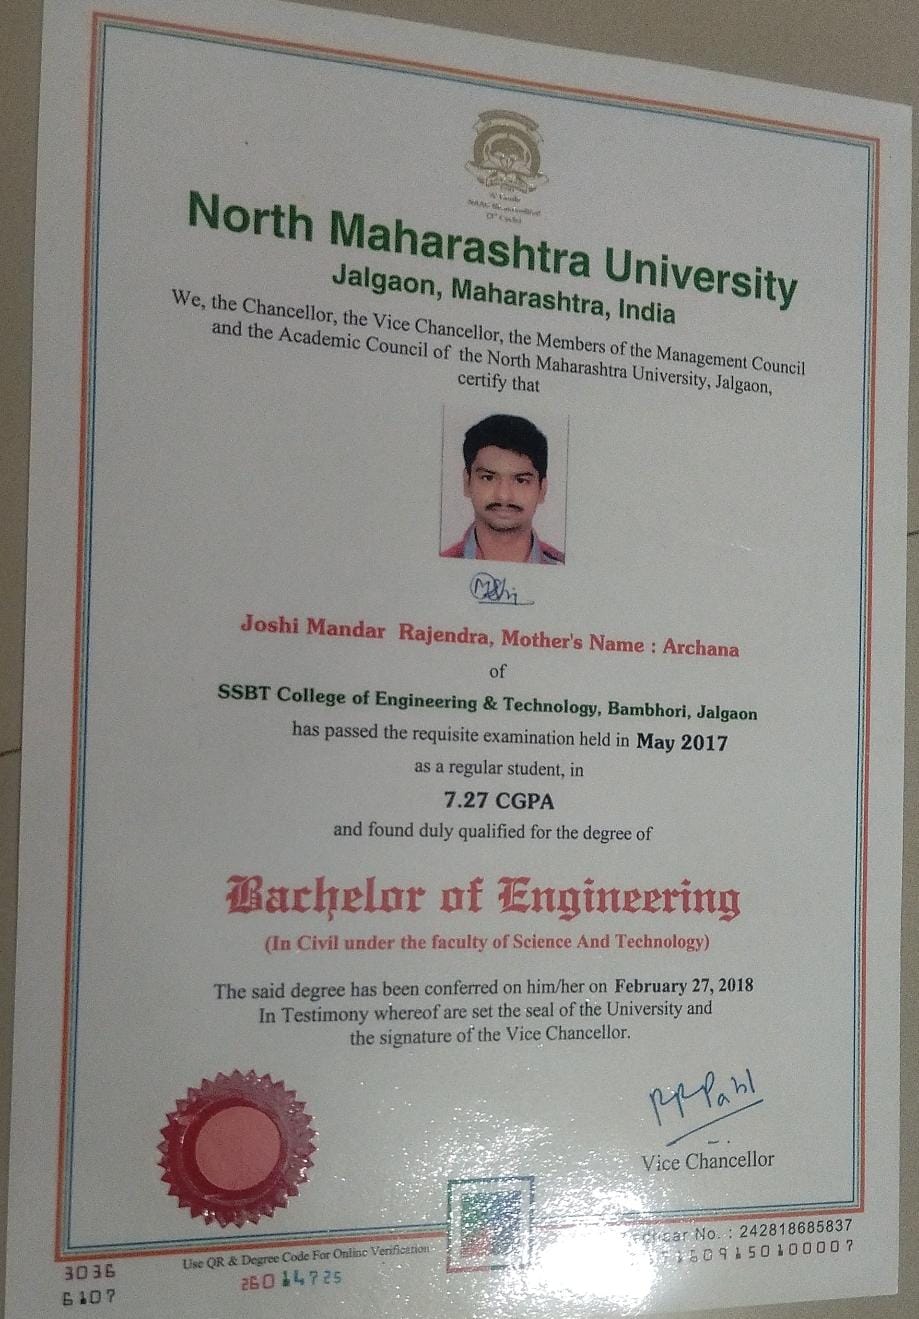 North Maharashtra University
Jalgaon, Maharashtra, India
We, the Chancellor, the Vice Chancellor, the Members of the Management Council
and the Academic Council of the North Maharashtra University, Jalgaon,
certify that
Joshi Mandar Rajendra, Mother's Name : Archana
of
SSBT College of Engineering & Technology, Bambhori, Jalgaon
has passed the requisite examination held in May 2017
as a regular student, in
7.27 CGPA
and found duly qualified for the degree of
Bachelor of Engineering
(In Civil under the faculty of Science And Technology)
The said degree has been conferred on him/her on February 27, 2018
In Testimony whereof are set the seal of the University and
the signature of the Vice Chancellor.
Vice Chancellor
No. : 242818685837
3036
Use QR & Degree Code For Online Verification
6107
26014725